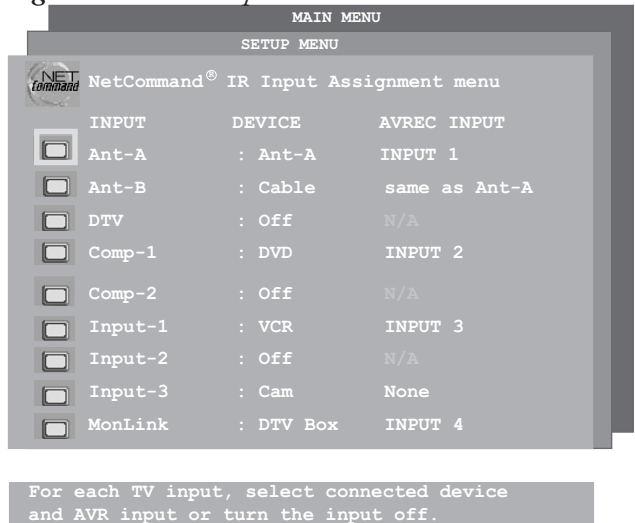 MAIN MENU
SETUP MENU
NET Command
NetCommand® IR Input Assignment menu
INPUT DEVICE AVREC INPUT
Ant-A : Ant-A INPUT 1
Ant-B : Cable same as Ant-A
DTV : Off N/A
Comp-1 : DVD INPUT 2
Comp-2 : Off N/A
Input-1 : VCR INPUT 3
Input-2 : Off N/A
Input-3 : Cam None
MonLink : DTV Box INPUT 4
For each TV input, select connected device
and AVR input or turn the input off.